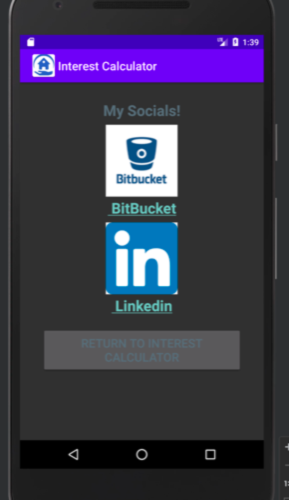 1:39
Interest Calculator
My Socials!
Bitbucket
BitBucket
in
Linkedin
RETURN TO INTEREST
CALCULATOR